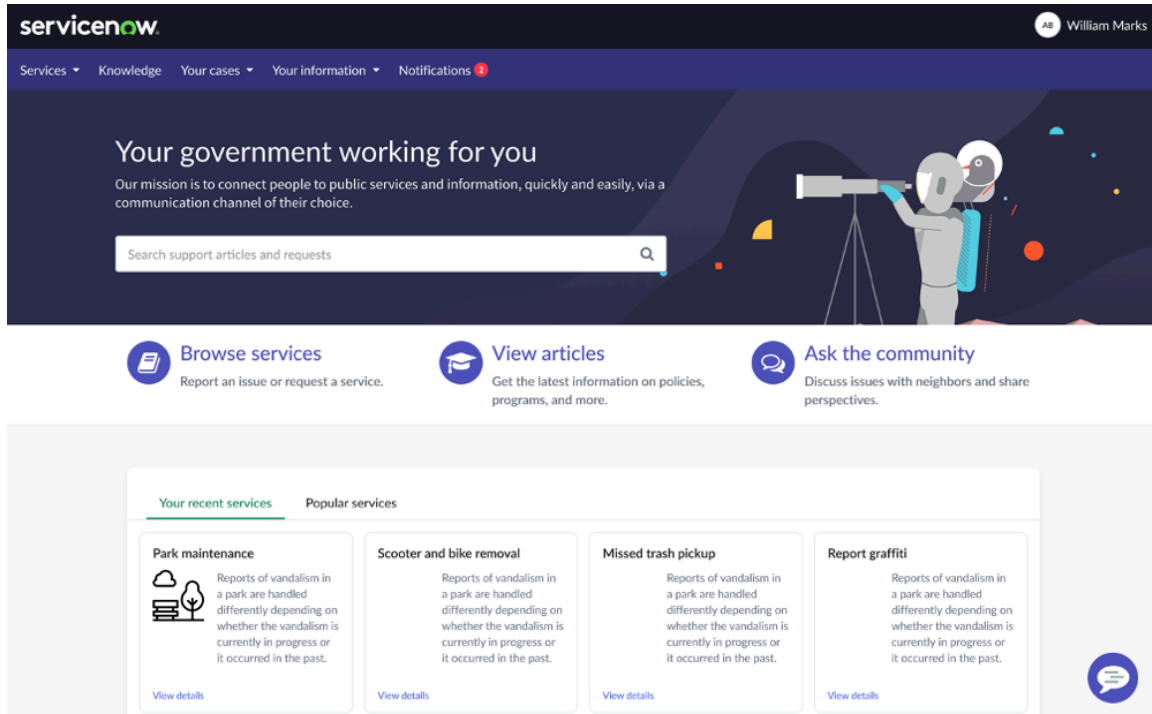 servicenow.
AB William Marks
Services Knowledge Your cases Your information Notifications 2
Your government working for you
Our mission is to connect people to public services and information, quickly and easily, via a
communication channel of their choice.
Search support articles and requests
Browse services
Report an issue or request a service.
View articles
Get the latest information on policies,
programs, and more.
Ask the community
Discuss issues with neighbors and share
perspectives.
Your recent services Popular services
Park maintenance
Reports of vandalism in
a park are handled
differently depending on
whether the vandalism is
currently in progress or
it occurred in the past.
View details
Scooter and bike removal
Reports of vandalism in
a park are handled
differently depending on
whether the vandalism is
currently in progress or
it occurred in the past.
View details
Missed trash pickup
Reports of vandalism in
a park are handled
differently depending on
whether the vandalism is
currently in progress or
it occurred in the past.
View details
Report graffiti
Reports of vandalism in
a park are handled
differently depending on
whether the vandalism is
currently in progress or
it occurred in the past.
View details